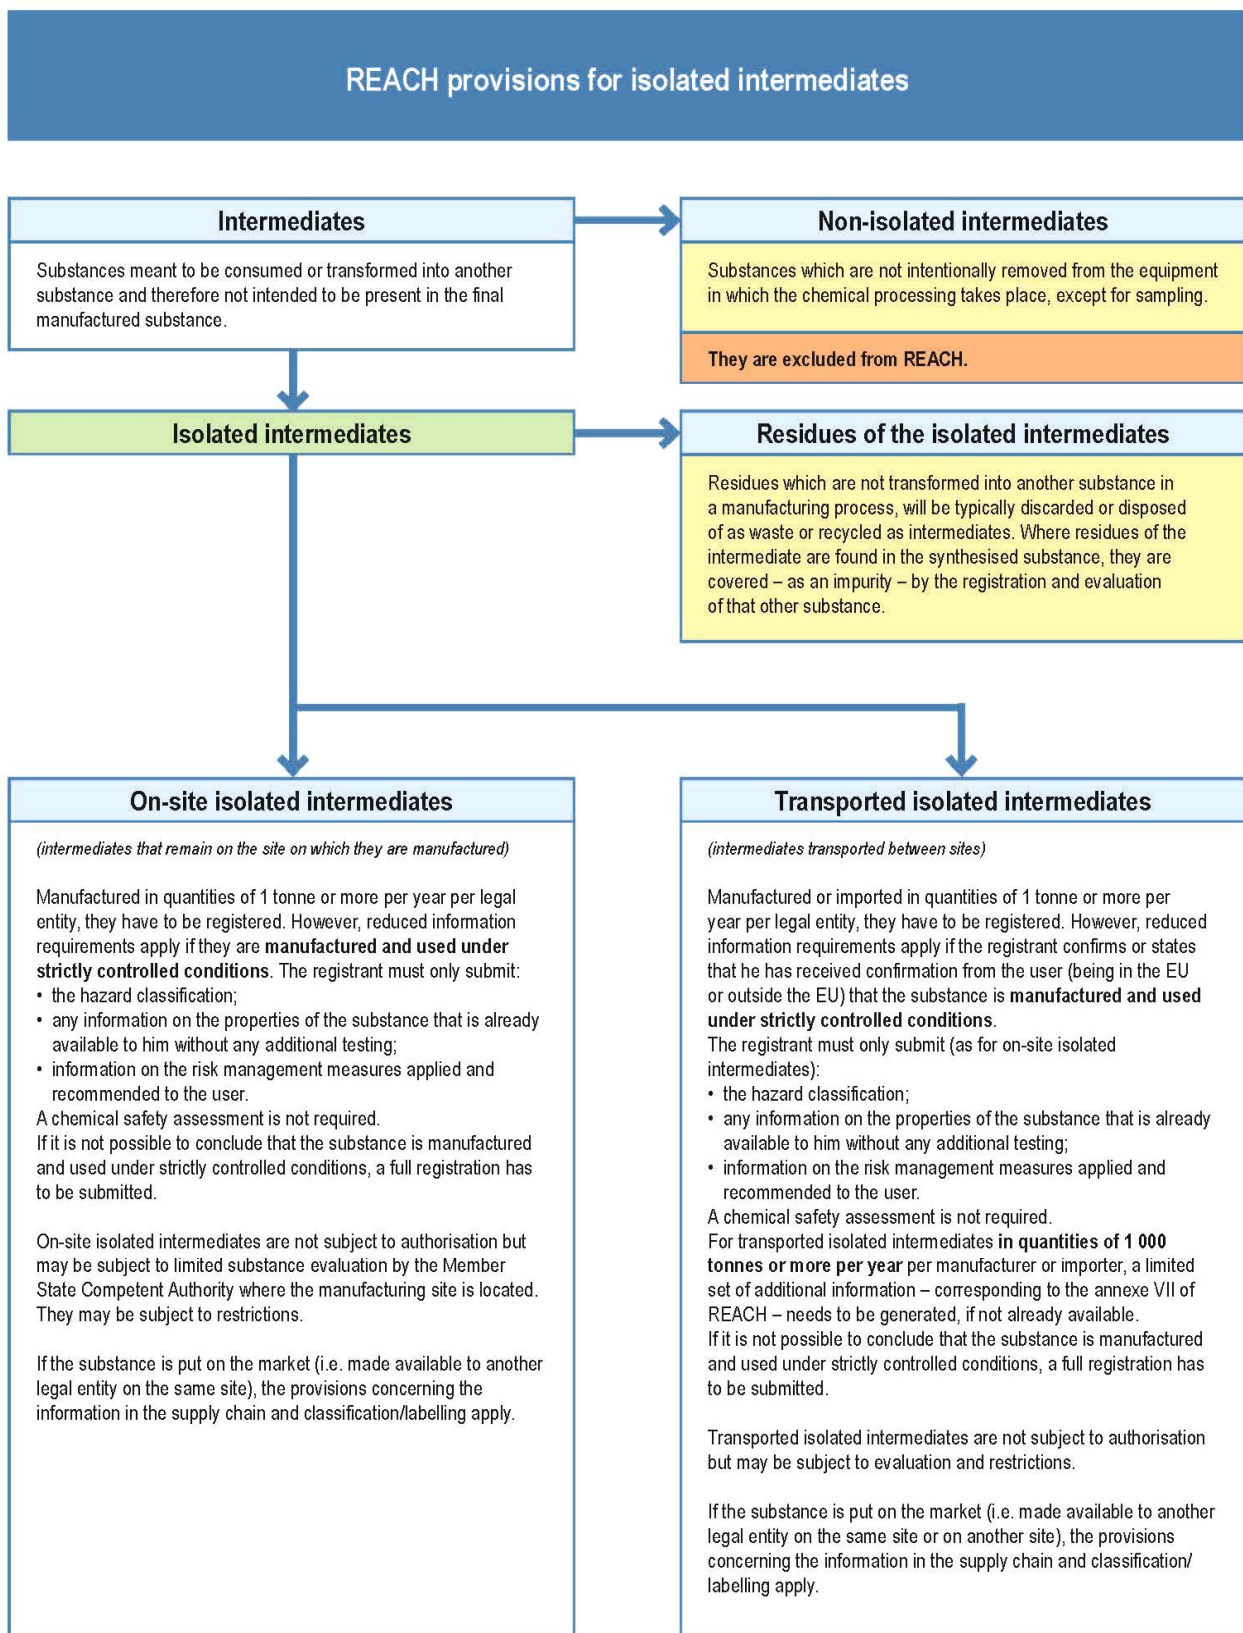 REACH provisions for isolated intermediates
Intermediates
Substances meant to be consumed or transformed into another
substance and therefore not intended to be present in the final
manufactured substance.
Non-isolated intermediates
Substances which are not intentionally removed from the equipment
in which the chemical processing takes place, except for sampling.
They are excluded from REACH.
Isolated intermediates
Residues of the isolated intermediates
Residues which are not transformed into another substance in
a manufacturing process, will be typically discarded or disposed
of as waste or recycled as intermediates. Where residues of the
intermediate are found in the synthesised substance, they are
covered – as an impurity – by the registration and evaluation
of that other substance.
On-site isolated intermediates
(intermediates that remain on the site on which they are manufactured)
Manufactured in quantities of 1 tonne or more per year per legal
entity, they have to be registered. However, reduced information
requirements apply if they are manufactured and used under
strictly controlled conditions. The registrant must only submit:
• the hazard classification;
• any information on the properties of the substance that is already
available to him without any additional testing;
• information on the risk management measures applied and
recommended to the user.
A chemical safety assessment is not required.
If it is not possible to conclude that the substance is manufactured
and used under strictly controlled conditions, a full registration has
to be submitted.
On-site isolated intermediates are not subject to authorisation but
may be subject to limited substance evaluation by the Member
State Competent Authority where the manufacturing site is located.
They may be subject to restrictions.
If the substance is put on the market (i.e. made available to another
legal entity on the same site), the provisions concerning the
information in the supply chain and classification/labelling apply.
Transported isolated intermediates
(intermediates transported between sites)
Manufactured or imported in quantities of 1 tonne or more per
year per legal entity, they have to be registered. However, reduced
information requirements apply if the registrant confirms or states
that he has received confirmation from the user (being in the EU
or outside the EU) that the substance is manufactured and used
under strictly controlled conditions.
The registrant must only submit (as for on-site isolated
intermediates):
• the hazard classification;
• any information on the properties of the substance that is already
available to him without any additional testing;
• information on the risk management measures applied and
recommended to the user.
A chemical safety assessment is not required.
For transported isolated intermediates in quantities of 1 000
tonnes or more per year per manufacturer or importer, a limited
set of additional information – corresponding to the annexe VII of
REACH – needs to be generated, if not already available.
If it is not possible to conclude that the substance is manufactured
and used under strictly controlled conditions, a full registration has
to be submitted.
Transported isolated intermediates are not subject to authorisation
but may be subject to evaluation and restrictions.
If the substance is put on the market (i.e. made available to another
legal entity on the same site or on another site), the provisions
concerning the information in the supply chain and classification/
labelling apply.